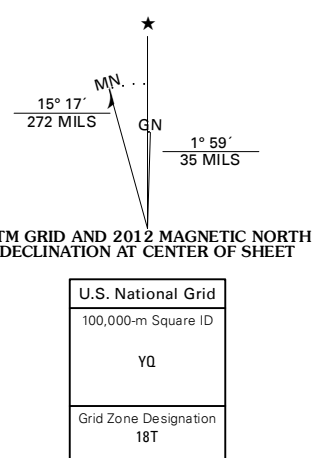 ★
MN
15° 17´
272 MILS
GN
1° 59´
35 MILS
TM GRID AND 2012 MAGNETIC NORTH
DECLINATION AT CENTER OF SHEET
U.S. National Grid
100,000-m Square ID
YQ
Grid Zone Designation
18T